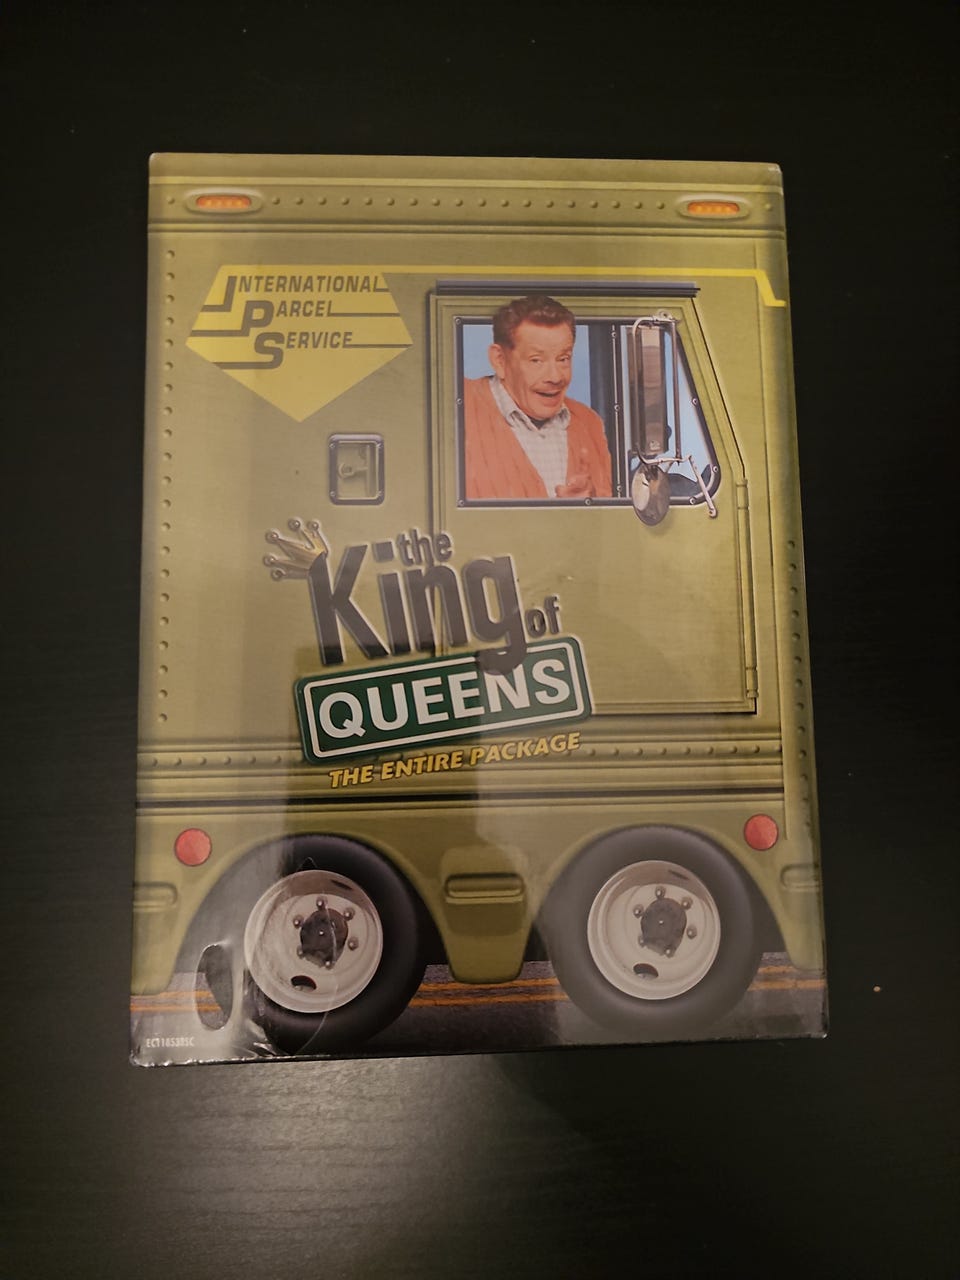 INTERNATIONAL
PARCEL
SERVICE
the
King of
QUEENS
THE ENTIRE PACKAGE